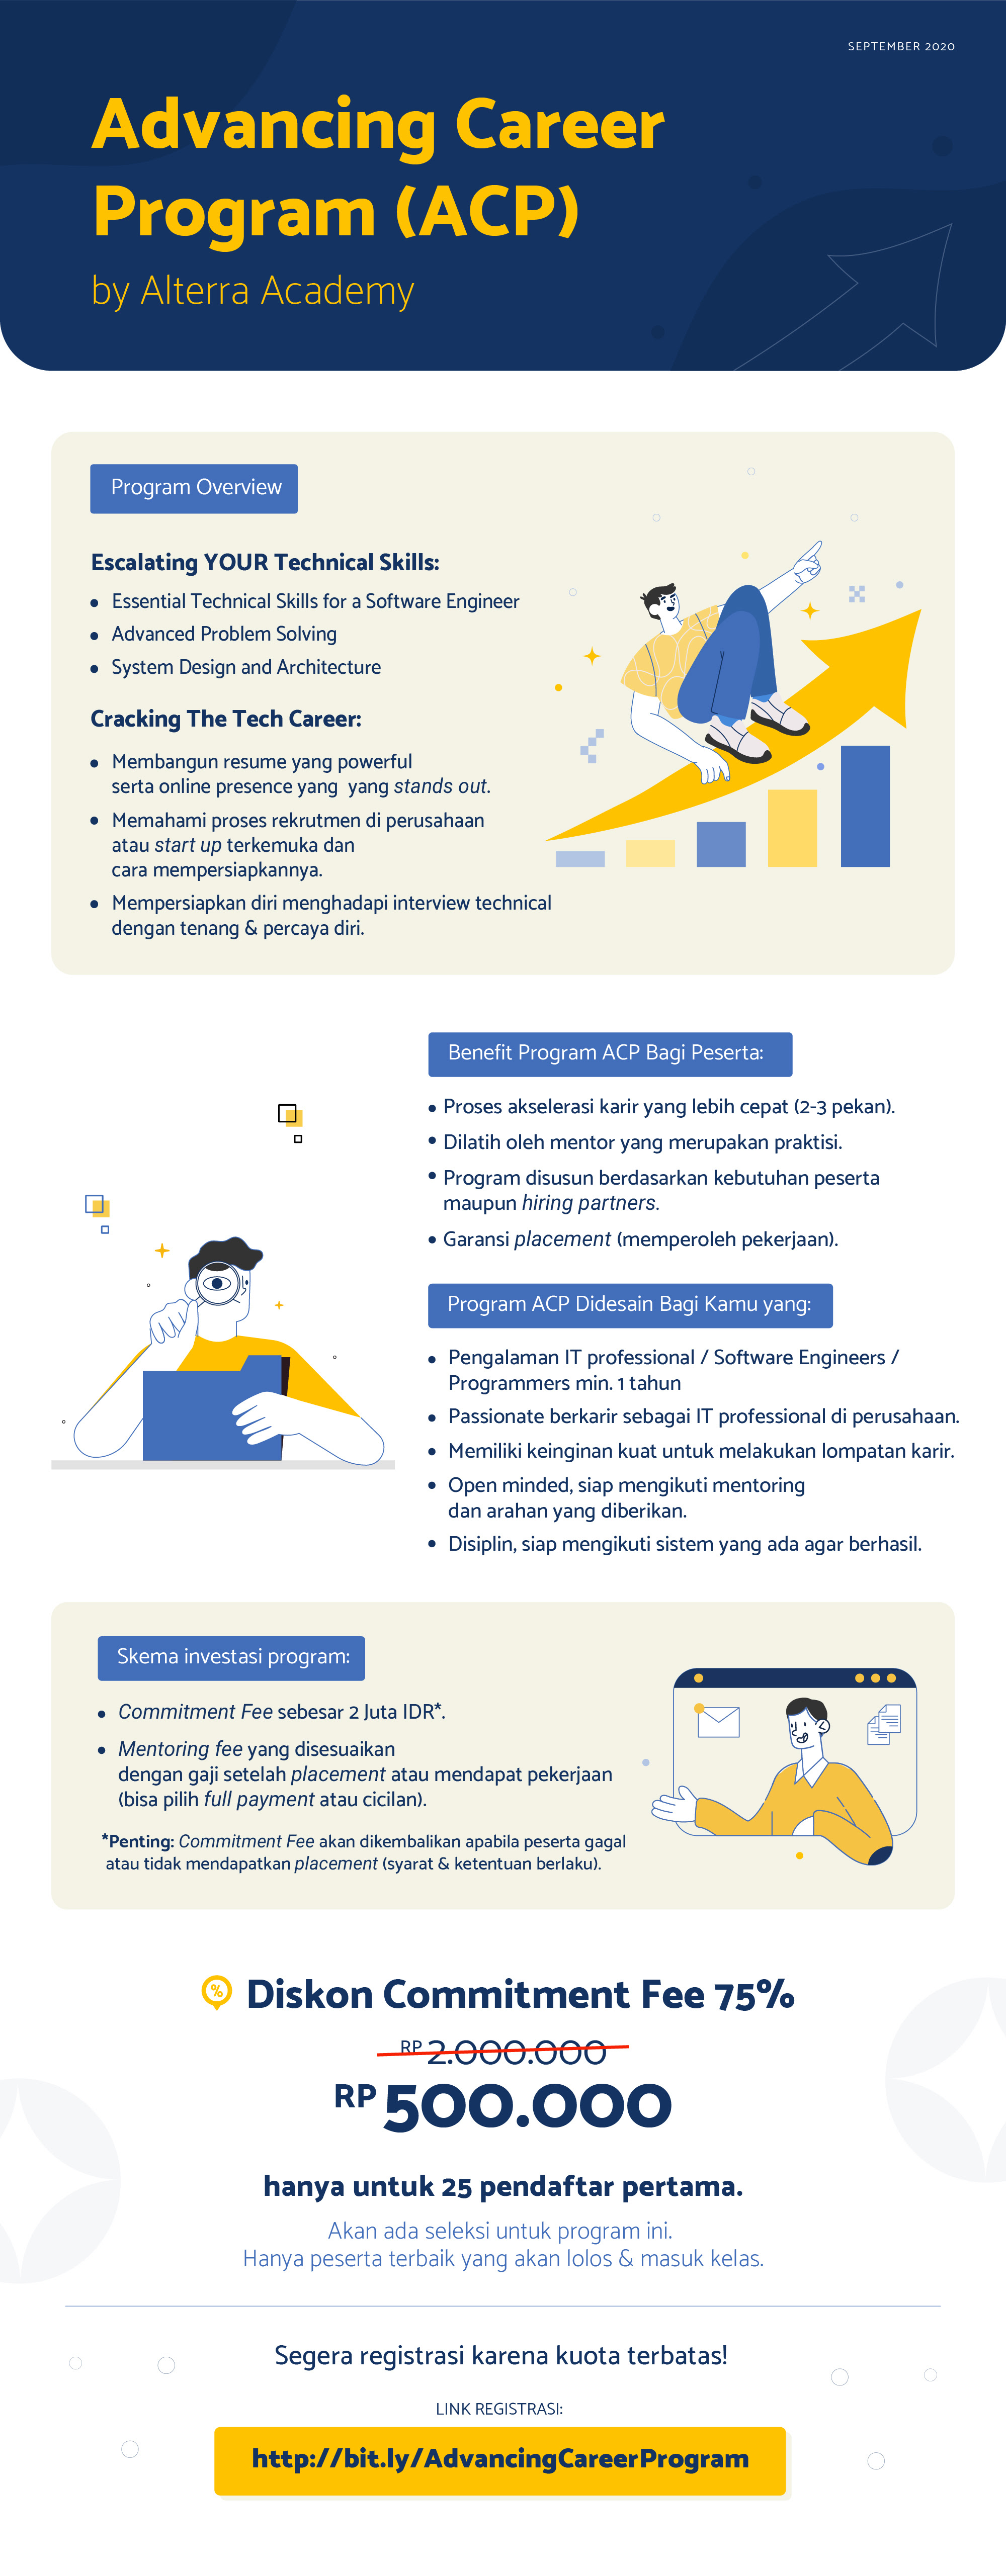 SEPTEMBER 2020
Advancing Career
Program (ACP)
by Alterra Academy
Program Overview
Escalating YOUR Technical Skills:
• Essential Technical Skills for a Software Engineer
• Advanced Problem Solving
• System Design and Architecture
Cracking The Tech Career:
• Membangun resume yang powerful
serta online presence yang yang stands out.
• Memahami proses rekrutmen di perusahaan
atau start up terkemuka dan
cara mempersiapkannya.
• Mempersiapkan diri menghadapi interview technical
dengan tenang & percaya diri.
Benefit Program ACP Bagi Peserta:
• Proses akselerasi karir yang lebih cepat (2-3 pekan).
• Dilatih oleh mentor yang merupakan praktisi.
• Program disusun berdasarkan kebutuhan peserta
maupun hiring partners.
• Garansi placement (memperoleh pekerjaan).
Program ACP Didesain Bagi Kamu yang:
• Pengalaman IT professional / Software Engineers /
Programmers min. 1 tahun
• Passionate berkarir sebagai IT professional di perusahaan.
• Memiliki keinginan kuat untuk melakukan lompatan karir.
• Open minded, siap mengikuti mentoring
dan arahan yang diberikan.
• Disiplin, siap mengikuti sistem yang ada agar berhasil.
Skema investasi program:
• Commitment Fee sebesar 2 Juta IDR*.
• Mentoring fee yang disesuaikan
dengan gaji setelah placement atau mendapat pekerjaan
(bisa pilih full payment atau cicilan).
*Penting: Commitment Fee akan dikembalikan apabila peserta gagal
atau tidak mendapatkan placement (syarat & ketentuan berlaku).
% Diskon Commitment Fee 75%
RP 2.000.000
RP 500.000
hanya untuk 25 pendaftar pertama.
Akan ada seleksi untuk program ini.
Hanya peserta terbaik yang akan lolos & masuk kelas.
Segera registrasi karena kuota terbatas!
LINK REGISTRASI:
http://bit.ly/AdvancingCareerProgram